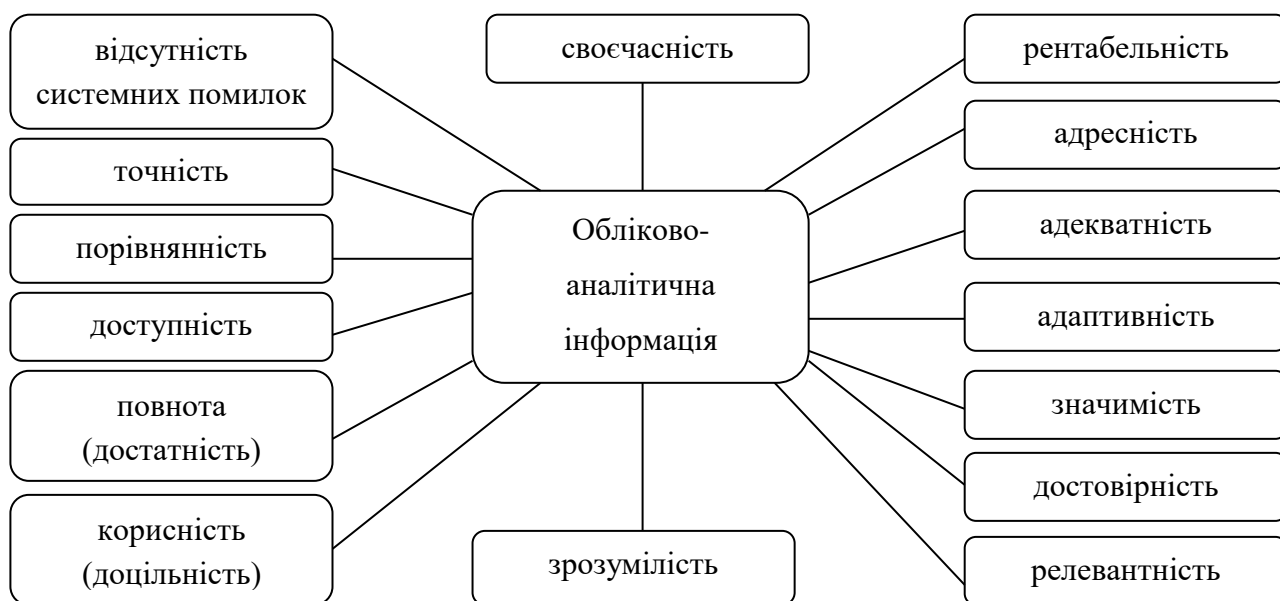 відсутність
системних помилок
точність
порівнянність
доступність
повнота
(достатність)
корисність
(доцільність)
своєчасність
Обліково-
аналітична
інформація
зрозумілість
рентабельність
адресність
адекватність
адаптивність
значимість
достовірність
релевантність